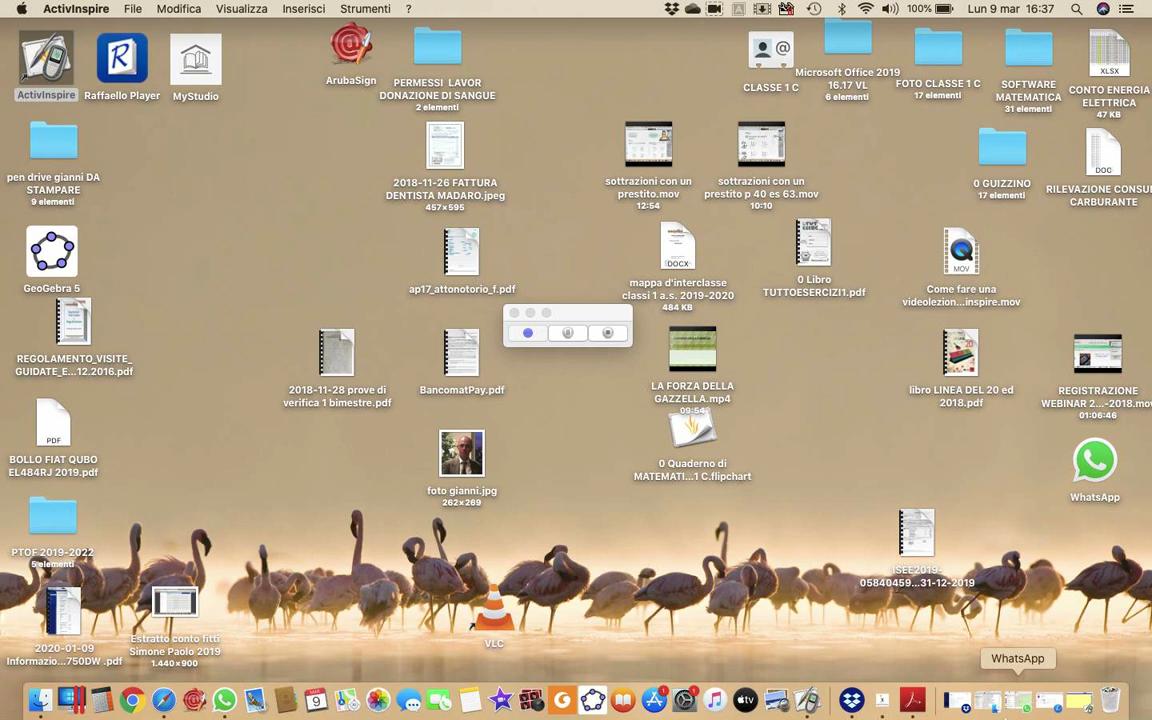 ActivInspire File Modifica Visualizza Inserisci Strumenti ?
100% Lun 9 mar 16:37
ActivInspire
Raffaello Player
MyStudio
ArubaSign
PERMESSI LAVOR
DONAZIONE DI SANGUE
2 elementi
CLASSE 1 C
Microsoft Office 2019
16.17 VL
6 elementi
FOTO CLASSE 1 C
17 elementi
SOFTWARE
MATEMATICA
31 elementi
XLSX
CONTO ENERGIA
ELETTRICA
47 KB
pen drive gianni DA
STAMPARE
9 elementi
2018-11-26 FATTURA
DENTISTA MADARO.jpeg
457×595
sottrazioni con un
prestito.mov
12:54
sottrazioni con un
prestito p 40 es 63.mov
10:10
0 GUIZZINO
17 elementi
DOC
RILEVAZIONE CONSU
CARBURANTE
GeoGebra 5
ap17_attonotorio_f.pdf
DOCX
mappa d'interclasse
classi 1 a.s. 2019-2020
484 KB
0 Libro
TUTTOESERCIZI1.pdf
MOV
Come fare una
videolezion...inspire.mov
REGOLAMENTO_VISITE_
GUIDATE_E...12.2016.pdf
2018-11-28 prove di
verifica 1 bimestre.pdf
BancomatPay.pdf
LA FORZA DELLA
GAZZELLA.mp4
09:54
libro LINEA DEL 20 ed
2018.pdf
REGISTRAZIONE
WEBINAR 2...-2018.mov
01:06:46
PDF
BOLLO FIAT QUBO
EL484RJ 2019.pdf
foto gianni.jpg
262×269
0 Quaderno di
MATEMATI...1 C.flipchart
WhatsApp
PTOF 2019-2022
5 elementi
ISEE2019-
05840459...31-12-2019
2020-01-09
Informazio...750DW .pdf
Estratto conto fitti
Simone Paolo 2019
1.440×900
VLC
WhatsApp
MAR
9
1
1
tv